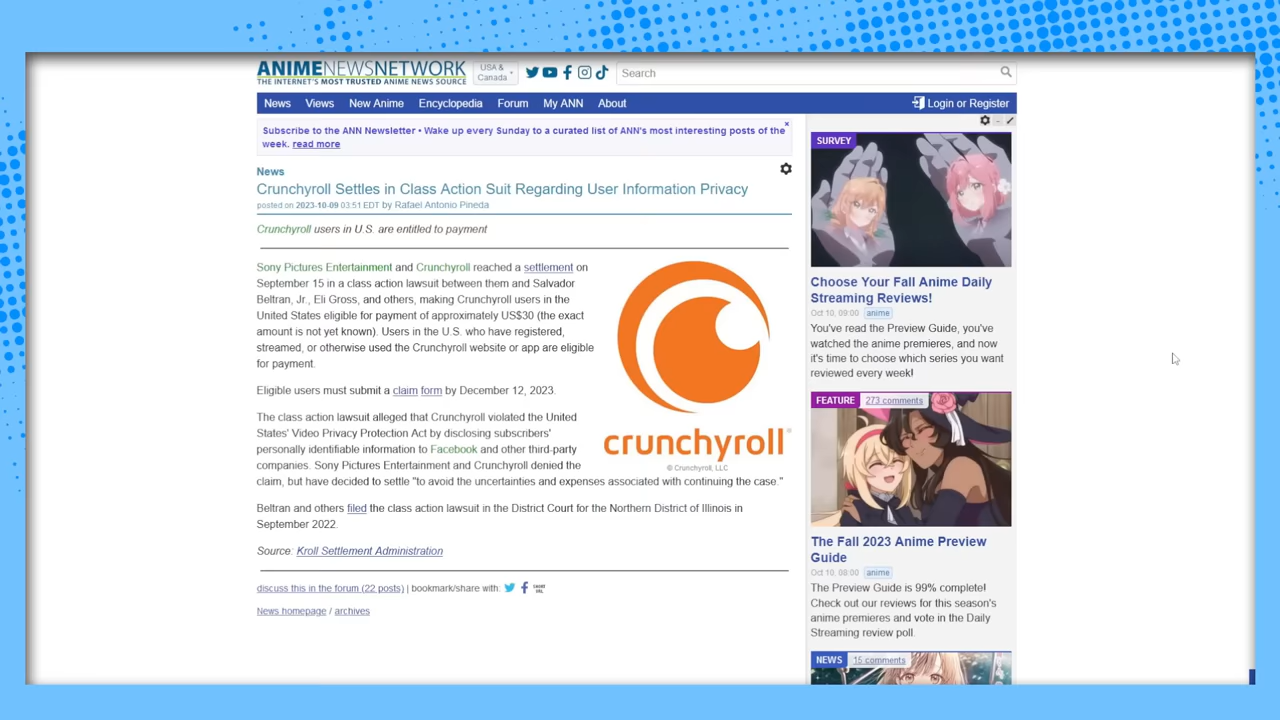 ANIMENEWSNETWORK
THE INTERNET'S MOST TRUSTED ANIME NEWS SOURCE
USA &
Canada
Search
News Views New Anime Encyclopedia Forum My ANN About Login or Register
Subscribe to the ANN Newsletter • Wake up every Sunday to a curated list of ANN's most interesting posts of the
week. read more
News
Crunchyroll Settles in Class Action Suit Regarding User Information Privacy
posted on 2023-10-09 03:51 EDT by Rafael Antonio Pineda
Crunchyroll users in U.S. are entitled to payment
Sony Pictures Entertainment and Crunchyroll reached a settlement on
September 15 in a class action lawsuit between them and Salvador
Beltran, Jr., Eli Gross, and others, making Crunchyroll users in the
United States eligible for payment of approximately US$30 (the exact
amount is not yet known). Users in the U.S. who have registered,
streamed, or otherwise used the Crunchyroll website or app are eligible
for payment.
Eligible users must submit a claim form by December 12, 2023.
The class action lawsuit alleged that Crunchyroll violated the United
States' Video Privacy Protection Act by disclosing subscribers'
personally identifiable information to Facebook and other third-party
companies. Sony Pictures Entertainment and Crunchyroll denied the
claim, but have decided to settle "to avoid the uncertainties and expenses associated with continuing the case."
crunchyroll®
© Crunchyroll, LLC
Beltran and others filed the class action lawsuit in the District Court for the Northern District of Illinois in
September 2022.
Source: Kroll Settlement Administration
discuss this in the forum (22 posts) | bookmark/share with:
News homepage / archives
SURVEY
Choose Your Fall Anime Daily
Streaming Reviews!
Oct 10, 09:00 anime
You've read the Preview Guide, you've
watched the anime premieres, and now
it's time to choose which series you want
reviewed every week!
FEATURE 273 comments
The Fall 2023 Anime Preview
Guide
Oct 10, 08:00 anime
The Preview Guide is 99% complete!
Check out our reviews for this season's
anime premieres and vote in the Daily
Streaming review poll.
NEWS 15 comments